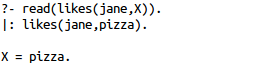 ?- read(likes(jane,X)).
|: likes(jane,pizza).
X = pizza.